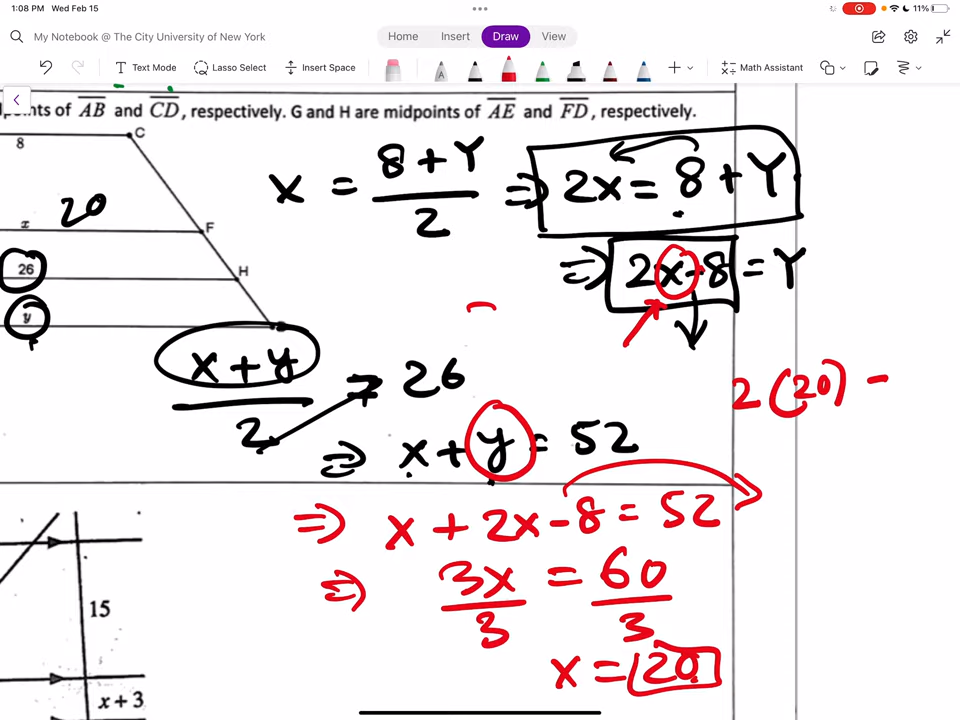 1:08 PM Wed Feb 15
11%
My Notebook @ The City University of New York
Home Insert Draw View
Text Mode Lasso Select Insert Space Math Assistant
points of AB and CD, respectively. G and H are midpoints of AE and FD, respectively.
C
8
20
x
F
26
H
y
x = 8 + Y / 2 ⇒ 2x = 8 + Y
⇒ 2x - 8 = Y
x + y / 2 → 26
2 (20) -
⇒ x + y = 52
⇒ x + 2x - 8 = 52
⇒ 3x / 3 = 60 / 3
x = 20
15
x + 3